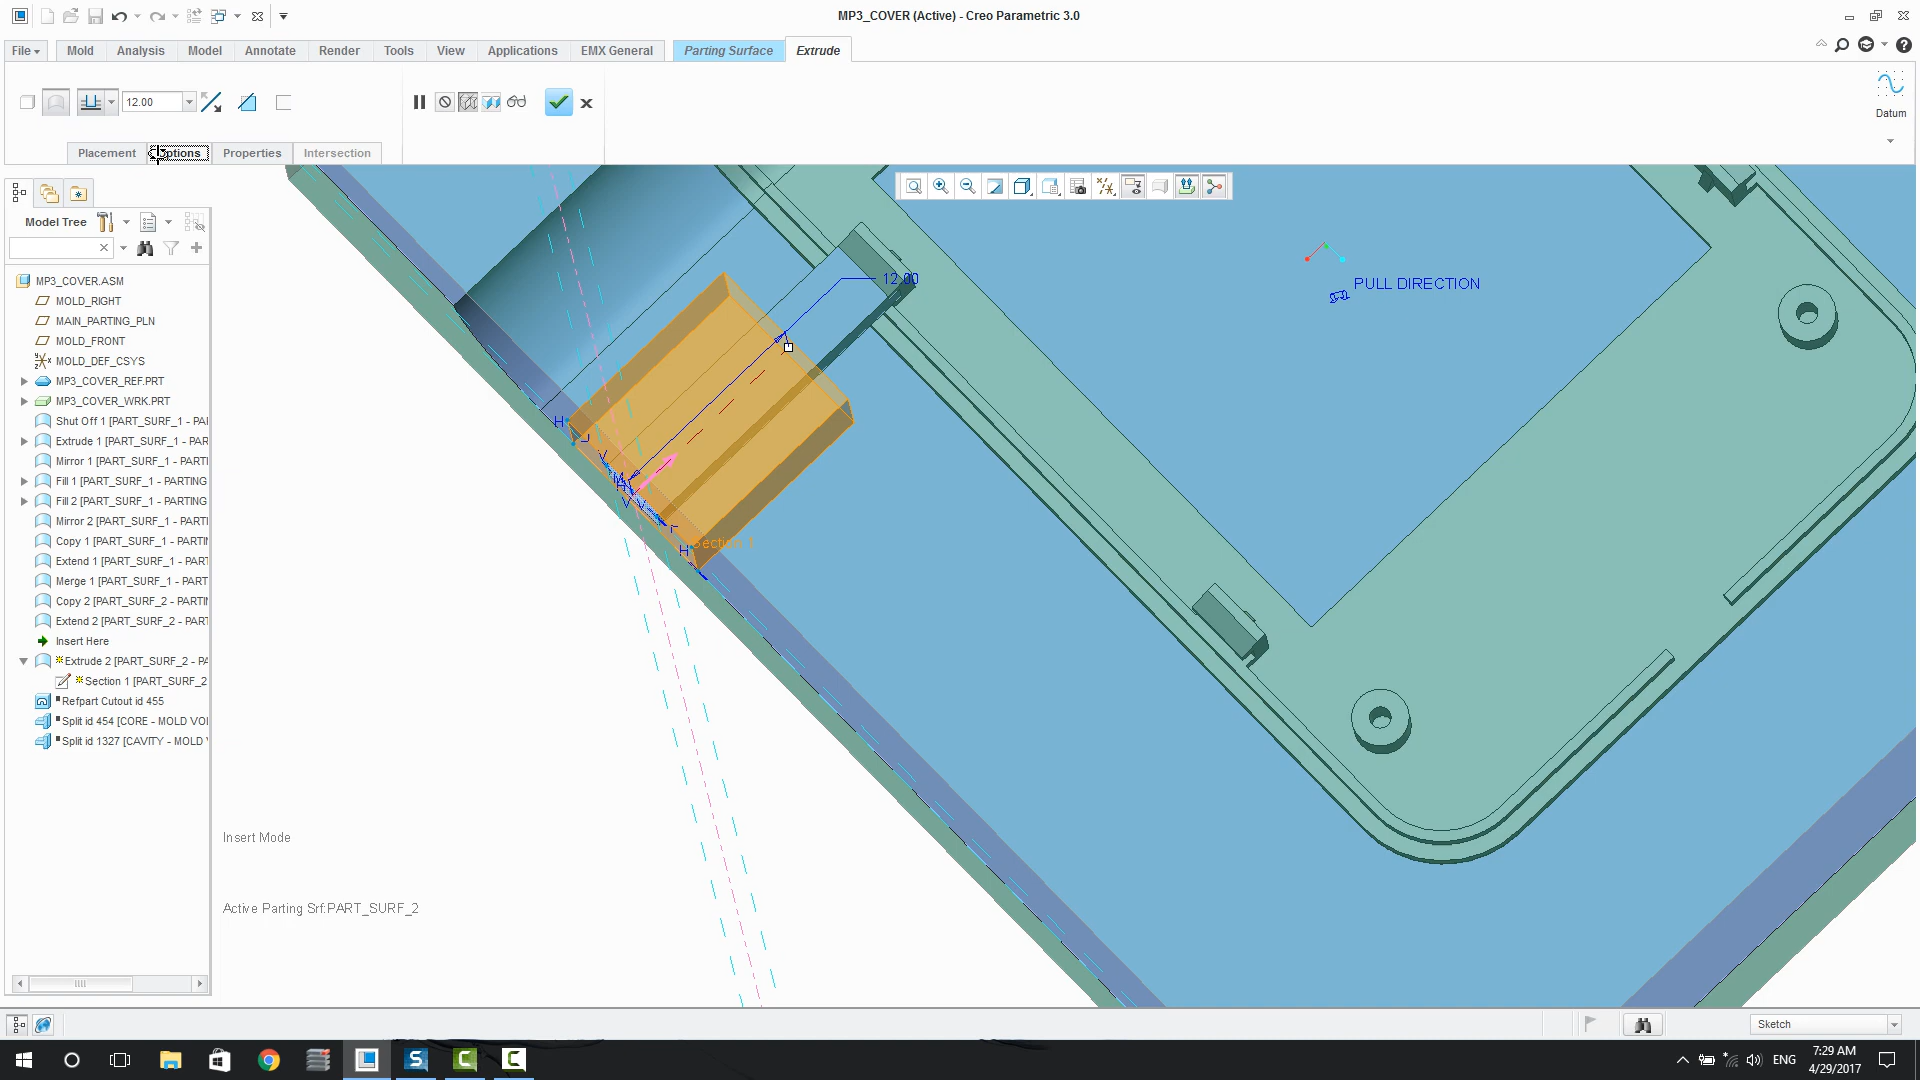 MP3_COVER (Active) - Creo Parametric 3.0
File
Mold
Analysis
Model
Annotate
Render
Tools
View
Applications
EMX General
Parting Surface
Extrude
12.00
Datum
Placement
Options
Properties
Intersection
Model Tree
MP3_COVER.ASM
MOLD_RIGHT
MAIN_PARTING_PLN
MOLD_FRONT
MOLD_DEF_CSYS
MP3_COVER_REF.PRT
MP3_COVER_WRK.PRT
Shut Off 1 [PART_SURF_1 - PAI
Extrude 1 [PART_SURF_1 - PAR
Mirror 1 [PART_SURF_1 - PARTI
Fill 1 [PART_SURF_1 - PARTING
Fill 2 [PART_SURF_1 - PARTING
Mirror 2 [PART_SURF_1 - PARTI
Copy 1 [PART_SURF_1 - PARTIN
Extend 1 [PART_SURF_1 - PART
Merge 1 [PART_SURF_1 - PART
Copy 2 [PART_SURF_2 - PARTIN
Extend 2 [PART_SURF_2 - PART
Insert Here
Extrude 2 [PART_SURF_2 - PA
Section 1 [PART_SURF_2
Refpart Cutout id 455
Split id 454 [CORE - MOLD VOI
Split id 1327 [CAVITY - MOLD V
12.00
PULL DIRECTION
H
V
H
Section 1
Insert Mode
Active Parting Srf:PART_SURF_2
Sketch
ENG
7:29 AM
4/29/2017